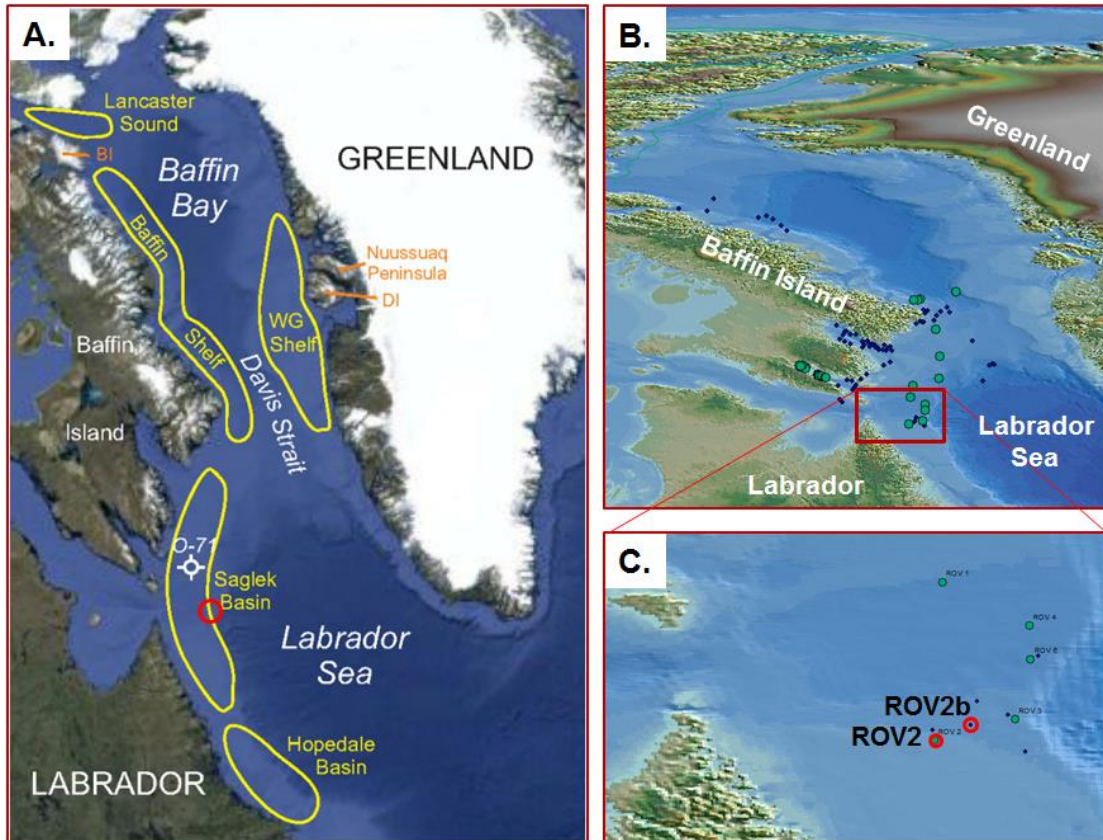 A.
Lancaster
Sound
BI
Baffin
Bay
GREENLAND
Baffin
Shelf
Nuussuaq
Peninsula
DI
WG
Shelf
Baffin
Island
Davis Strait
O-71
Saglek
Basin
Labrador
Sea
Hopedale
Basin
LABRADOR
B.
Greenland
Baffin Island
Labrador
Sea
Labrador
C.
ROV 1
ROV 4
ROV 3
ROV2b
ROV2
ROV 2